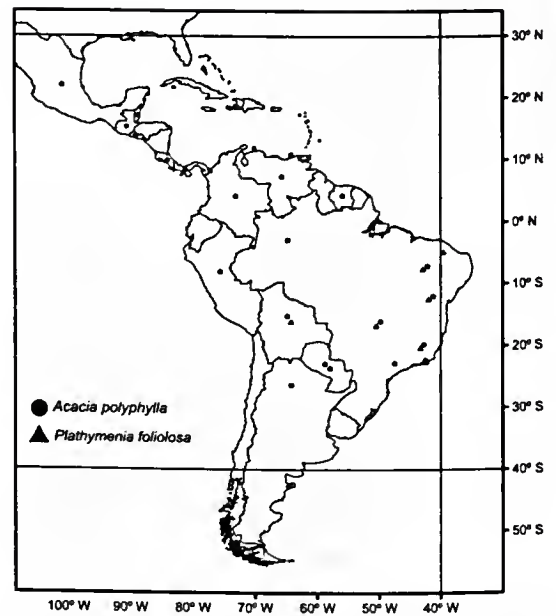 30° N
20° N
10° N
0° N
10° S
20° S
30° S
40° S
50° S
Acacia polyphylla
Plathymenia foliolosa
100° W 90° W 80° W 70° W 60° W 50° W 40° W 30° W